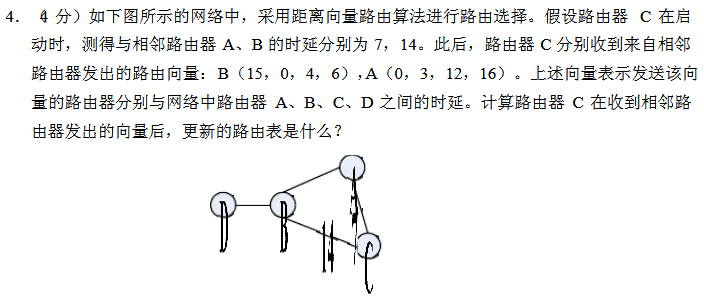 4. 4 分）如下图所示的网络中，采用距离向量路由算法进行路由选择。假设路由器 C 在启
动时，测得与相邻路由器 A、B 的时延分别为 7，14。此后，路由器 C 分别收到来自相邻
路由器发出的路由向量：B（15，0，4，6）,A（0，3，12，16）。上述向量表示发送该向
量的路由器分别与网络中路由器 A、B、C、D 之间的时延。计算路由器 C 在收到相邻路
由器发出的向量后，更新的路由表是什么？
D B 14 C